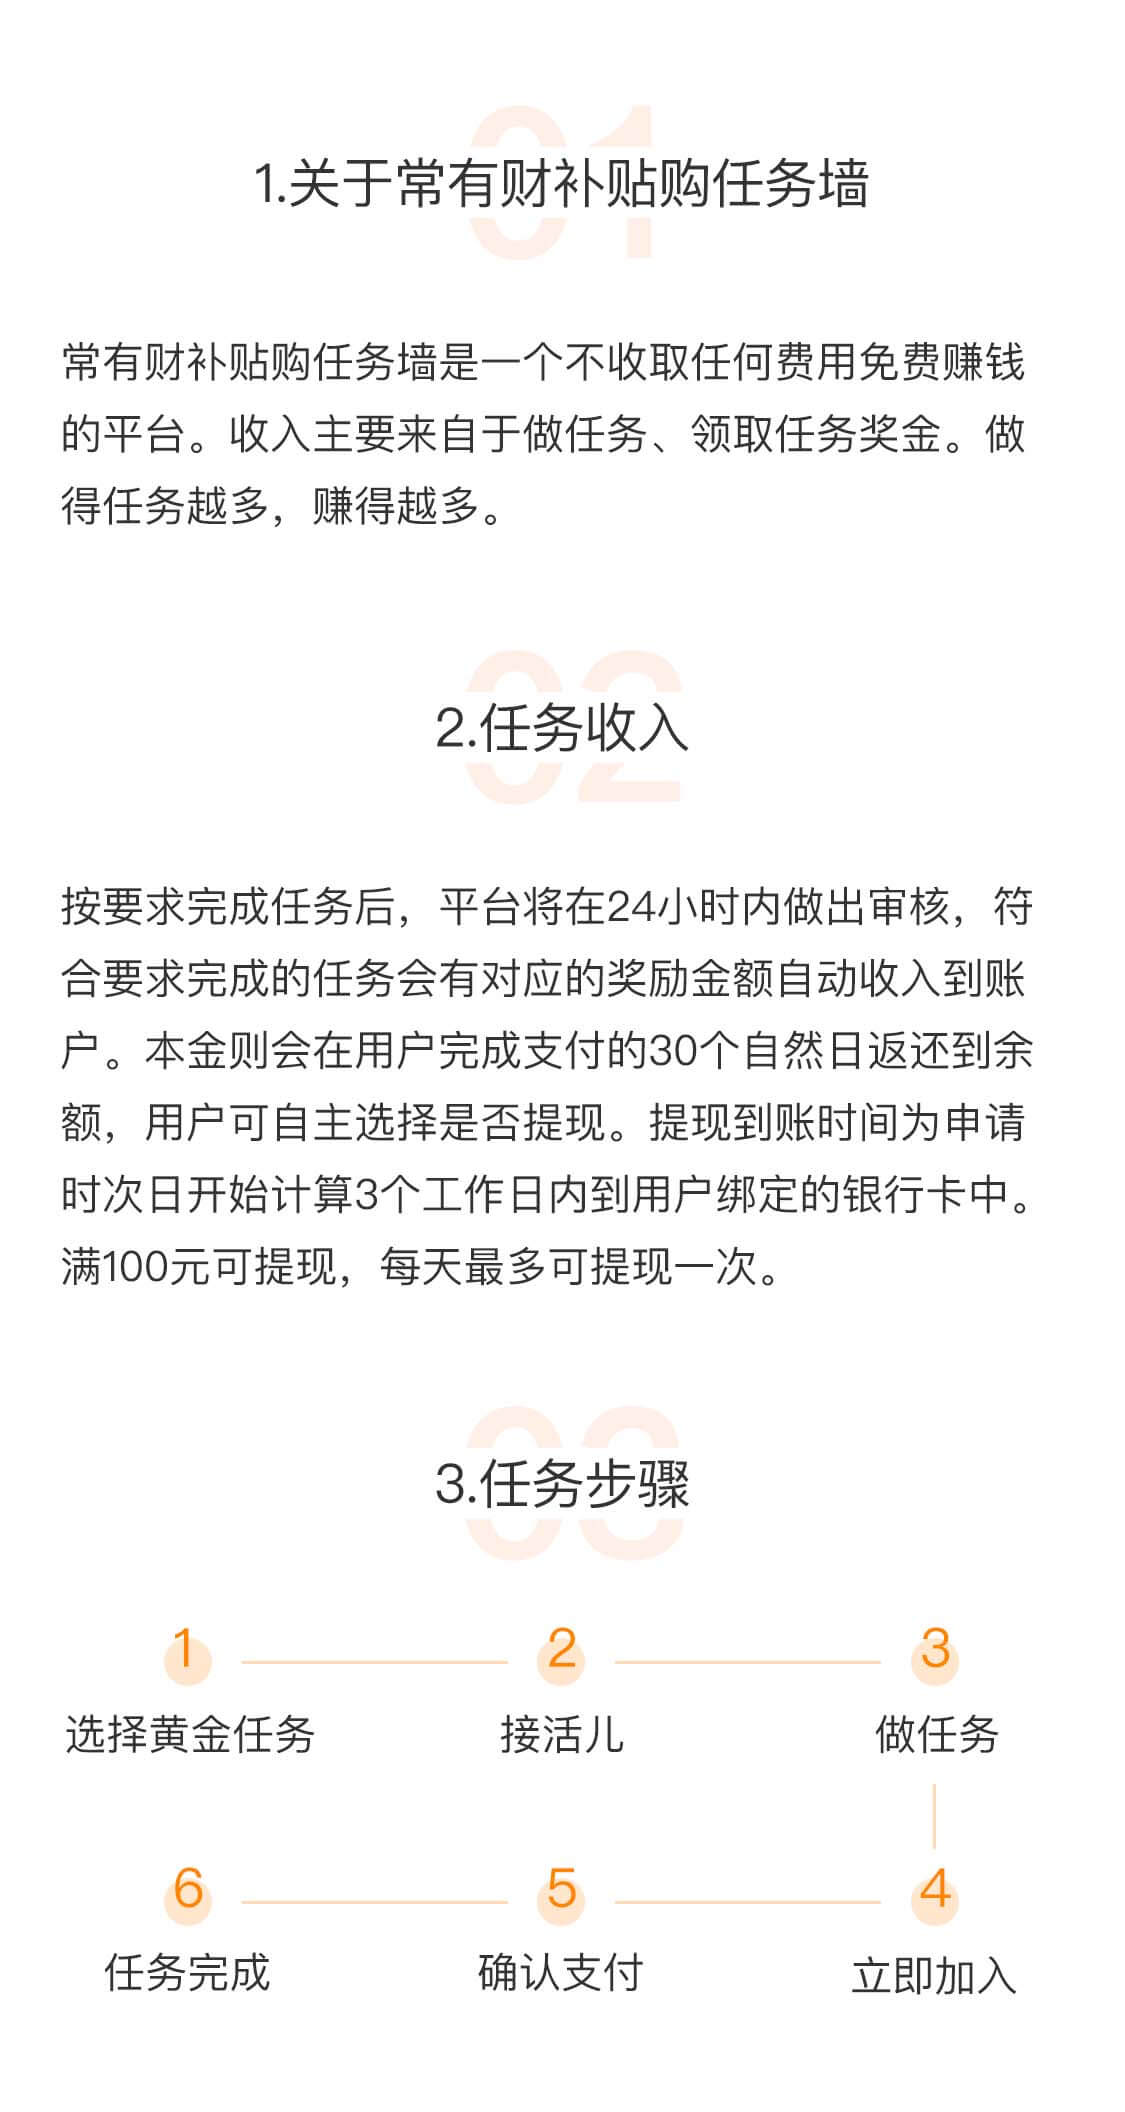 01
1.关于常有财补贴购任务墙
常有财补贴购任务墙是一个不收取任何费用免费赚钱
的平台。收入主要来自于做任务、领取任务奖金。做
得任务越多，赚得越多。
02
2.任务收入
按要求完成任务后，平台将在24小时内做出审核，符
合要求完成的任务会有对应的奖励金额自动收入到账
户。本金则会在用户完成支付的30个自然日返还到余
额，用户可自主选择是否提现。提现到账时间为申请
时次日开始计算3个工作日内到用户绑定的银行卡中。
满100元可提现，每天最多可提现一次。
03
3.任务步骤
1 2 3
选择黄金任务 接活儿 做任务
6 5 4
任务完成 确认支付 立即加入